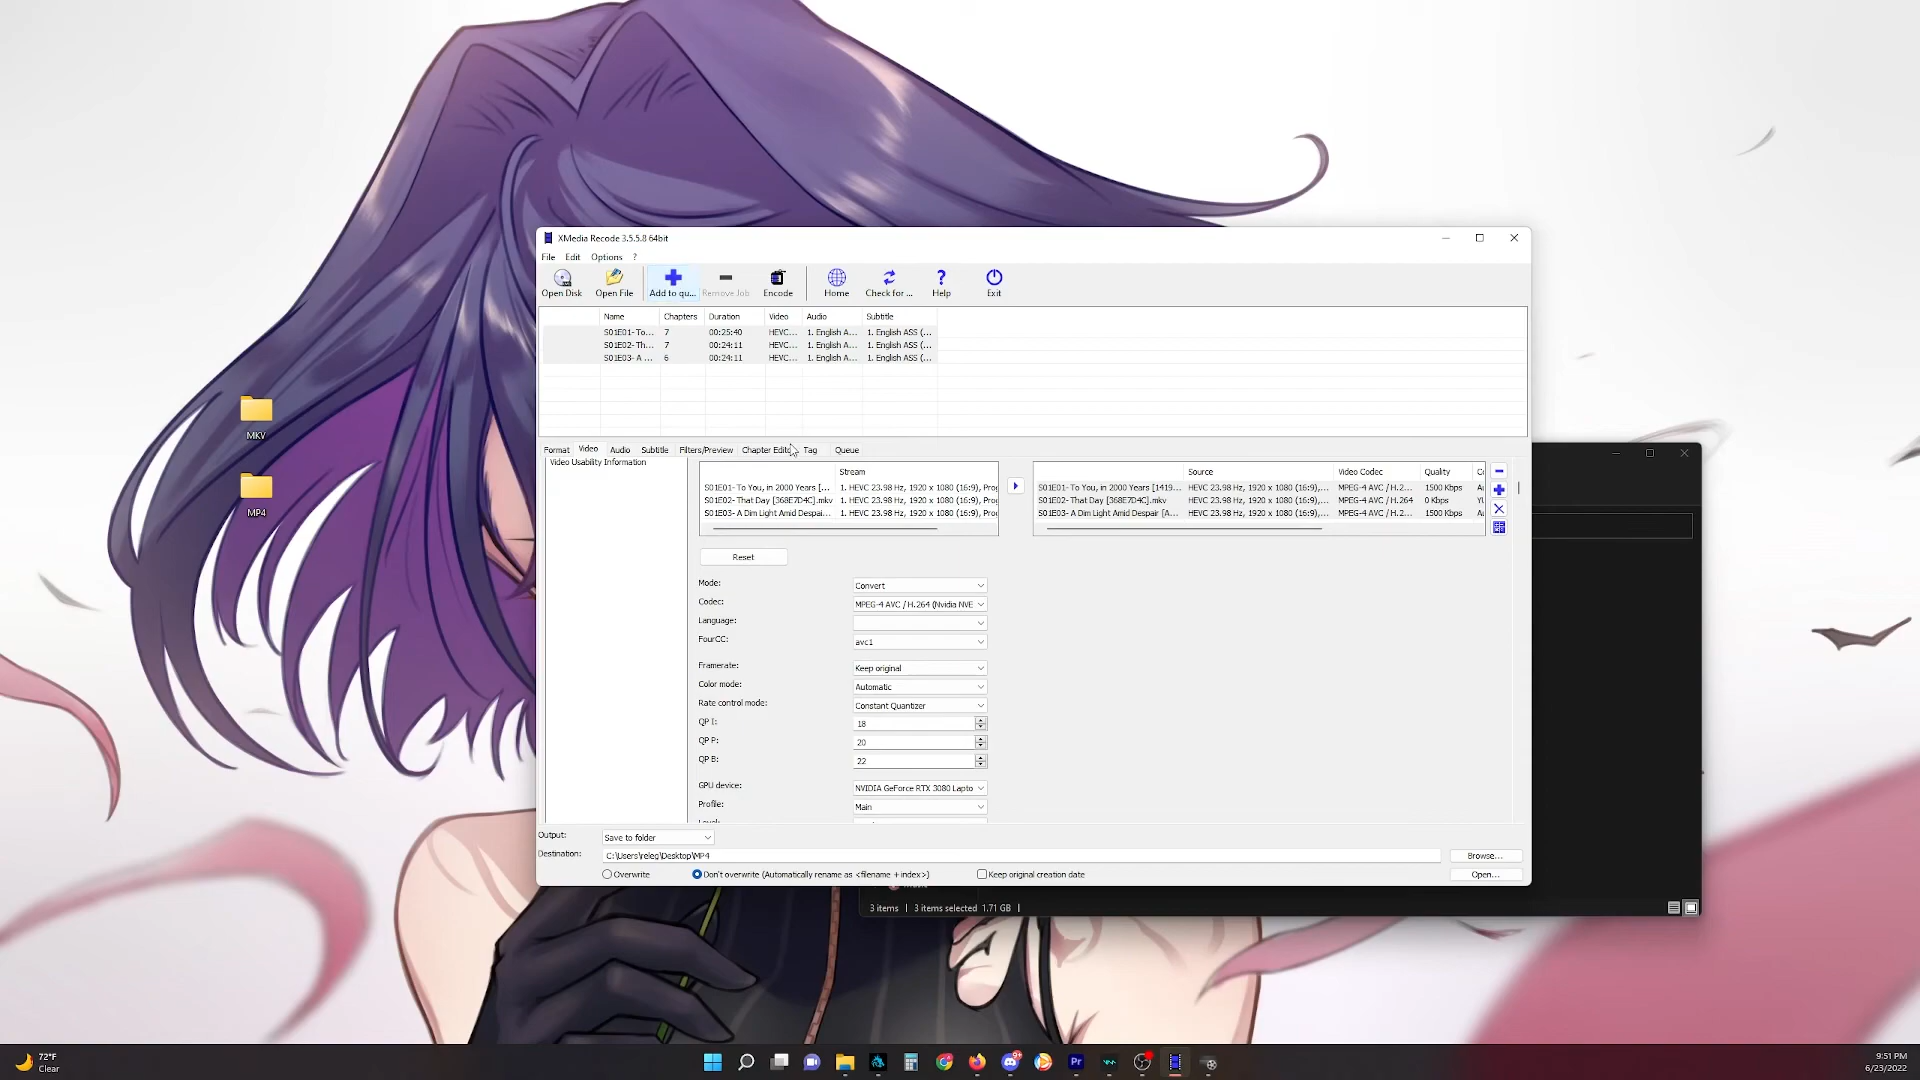 XMedia Recode 3.5.5.8 64bit
File Edit Options ?
Open Disk Open File Add to qu... Remove Job Encode Home Check for ... Help Exit
Name Chapters Duration Video Audio Subtitle
S01E01- To... 7 00:25:40 HEVC... 1. English A... 1. English ASS (...
S01E02- Th... 7 00:24:11 HEVC... 1. English A... 1. English ASS (...
S01E03- A ... 6 00:24:11 HEVC... 1. English A... 1. English ASS (...
MKV
MP4
Format Video Audio Subtitle Filters/Preview Chapter Editor Tag Queue
Video Usability Information
Stream
S01E01- To You, in 2000 Years [... 1. HEVC 23.98 Hz, 1920 x 1080 (16:9), Prog
S01E02- That Day [368E7D4C].mkv 1. HEVC 23.98 Hz, 1920 x 1080 (16:9), Prog
S01E03- A Dim Light Amid Despai... 1. HEVC 23.98 Hz, 1920 x 1080 (16:9), Prog
Source Video Codec Quality
S01E01- To You, in 2000 Years [1419... HEVC 23.98 Hz, 1920 x 1080 (16:9),... MPEG-4 AVC / H.2... 1500 Kbps
S01E02- That Day [368E7D4C].mkv HEVC 23.98 Hz, 1920 x 1080 (16:9),... MPEG-4 AVC / H.264 0 Kbps
S01E03- A Dim Light Amid Despair [A... HEVC 23.98 Hz, 1920 x 1080 (16:9),... MPEG-4 AVC / H.2... 1500 Kbps
Reset
Mode: Convert
Codec: MPEG-4 AVC / H.264 (Nvidia NVE
Language:
FourCC: avc1
Framerate: Keep original
Color mode: Automatic
Rate control mode: Constant Quantizer
QP I: 18
QP P: 20
QP B: 22
GPU device: NVIDIA GeForce RTX 3080 Lapto
Profile: Main
Output: Save to folder
Destination: C:\Users\releg\Desktop\MP4 Browse...
Overwrite Don't overwrite (Automatically rename as <filename + index>) Keep original creation date Open...
3 items 3 items selected 1.71 GB
72°F
Clear
Pr
9:51 PM
6/23/2022